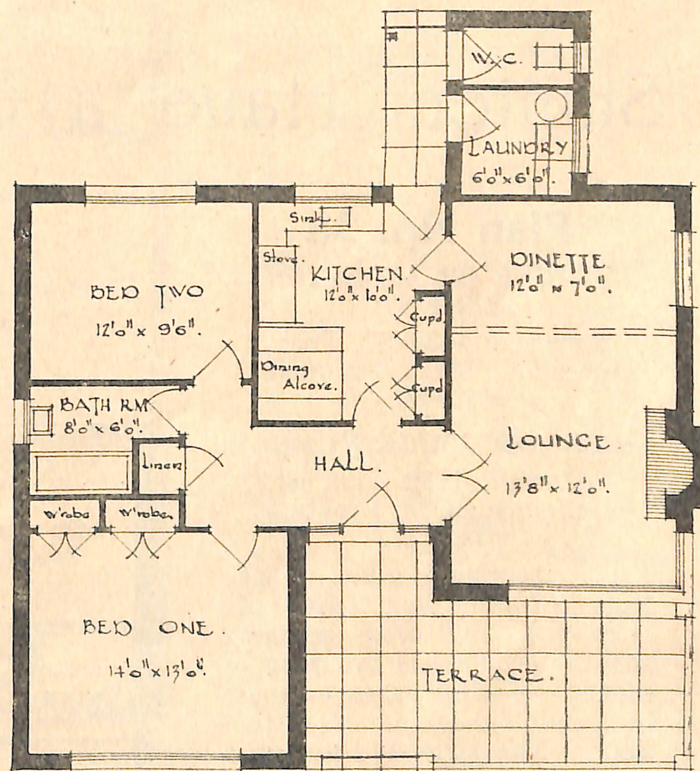 W.C.
LAUNDRY
6'0" x 6'0".
Sink.
Stove.
KITCHEN
12'0" x 10'0".
DINETTE
12'0" x 7'0".
BED TWO
12'0" x 9'6".
Cupd.
Cupd
Dining
Alcove.
BATH RM
8'0" x 6'0".
Linen
HALL.
LOUNGE.
13'8" x 12'0".
W'robe
W'robes
BED ONE.
14'0" x 13'0".
TERRACE.